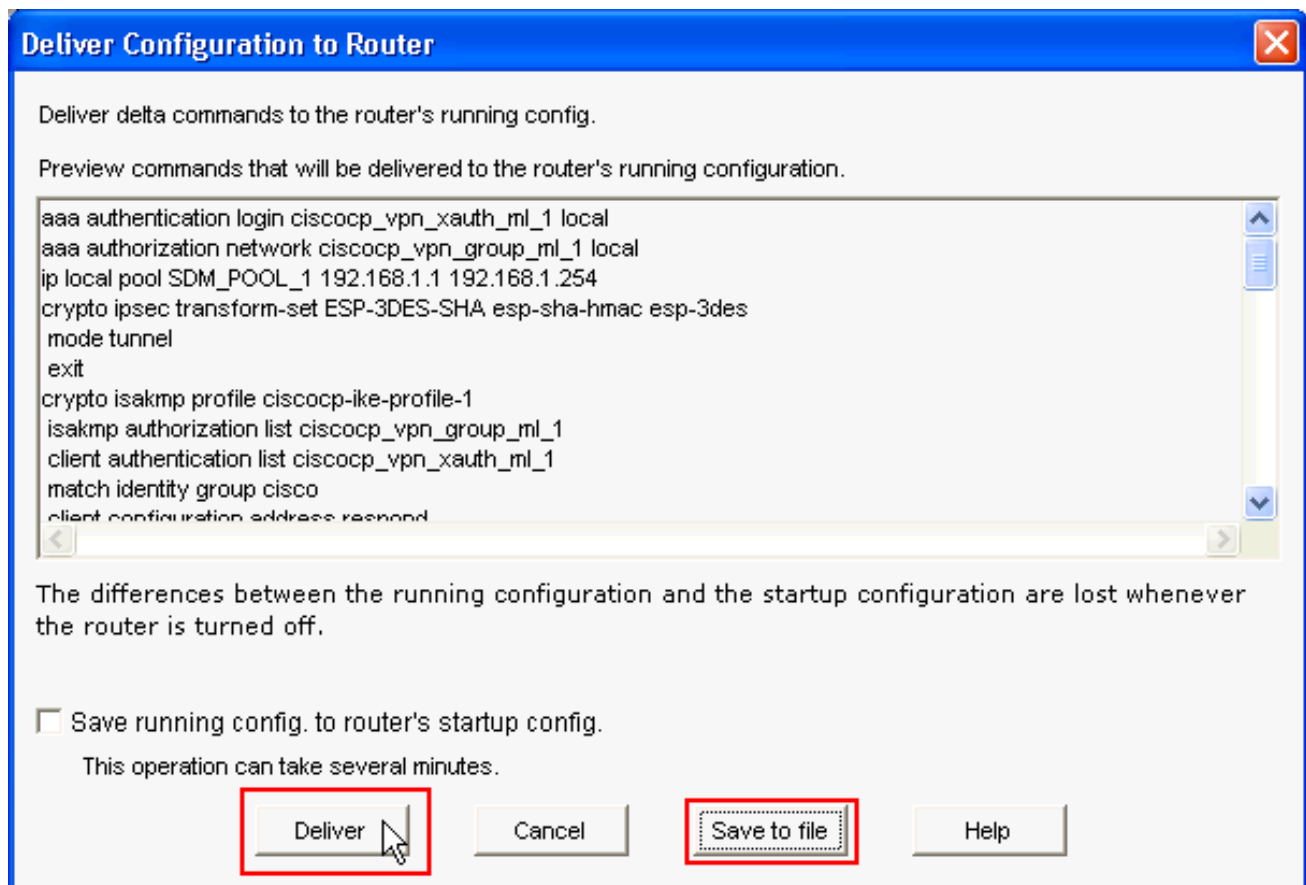 Deliver Configuration to Router
Deliver delta commands to the router's running config.
Preview commands that will be delivered to the router's running configuration.
aaa authentication login ciscocp_vpn_xauth_ml_1 local
aaa authorization network ciscocp_vpn_group_ml_1 local
ip local pool SDM_POOL_1 192.168.1.1 192.168.1.254
crypto ipsec transform-set ESP-3DES-SHA esp-sha-hmac esp-3des
mode tunnel
exit
crypto isakmp profile ciscocp-ike-profile-1
isakmp authorization list ciscocp_vpn_group_ml_1
client authentication list ciscocp_vpn_xauth_ml_1
match identity group cisco
client configuration address respond
The differences between the running configuration and the startup configuration are lost whenever
the router is turned off.
Save running config. to router's startup config.
This operation can take several minutes.
Deliver Cancel Save to file Help